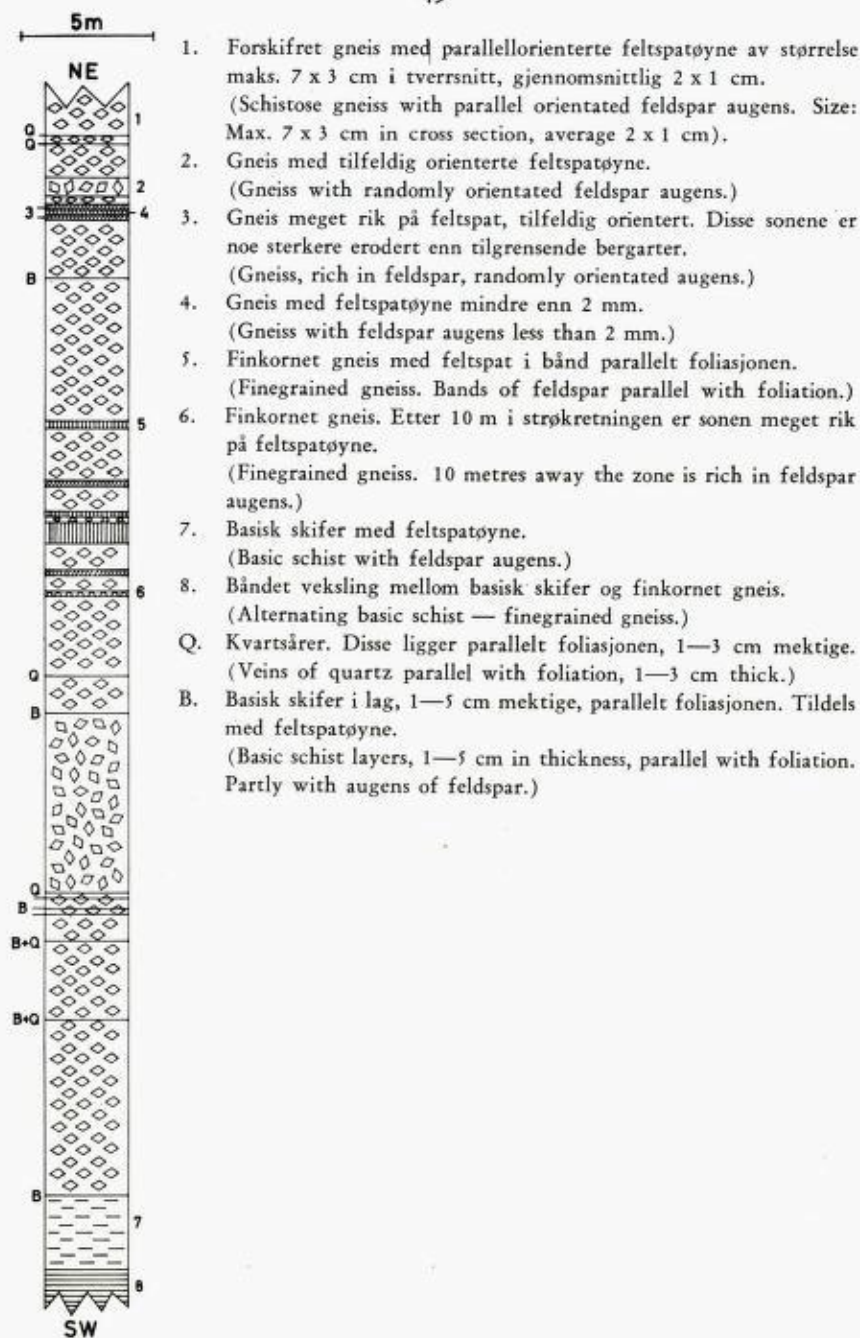 5m
NE
1
Q
Q
2
3
4
B
5
6
Q
B
Q
B
B+Q
B+Q
B
7
8
SW
1. Forskifret gneis med parallellorienterte feltspatøyne av størrelse
maks. 7 x 3 cm i tverrsnitt, gjennomsnittlig 2 x 1 cm.
(Schistose gneiss with parallel orientated feldspar augens. Size:
Max. 7 x 3 cm in cross section, average 2 x 1 cm).
2. Gneis med tilfeldig orienterte feltspatøyne.
(Gneiss with randomly orientated feldspar augens.)
3. Gneis meget rik på feltspat, tilfeldig orientert. Disse sonene er
noe sterkere erodert enn tilgrensende bergarter.
(Gneiss, rich in feldspar, randomly orientated augens.)
4. Gneis med feltspatøyne mindre enn 2 mm.
(Gneiss with feldspar augens less than 2 mm.)
5. Finkornet gneis med feltspat i bånd parallelt foliasjonen.
(Finegrained gneiss. Bands of feldspar parallel with foliation.)
6. Finkornet gneis. Etter 10 m i strøkretningen er sonen meget rik
på feltspatøyne.
(Finegrained gneiss. 10 metres away the zone is rich in feldspar
augens.)
7. Basisk skifer med feltspatøyne.
(Basic schist with feldspar augens.)
8. Båndet veksling mellom basisk skifer og finkornet gneis.
(Alternating basic schist — finegrained gneiss.)
Q. Kvartsårer. Disse ligger parallelt foliasjonen, 1—3 cm mektige.
(Veins of quartz parallel with foliation, 1—3 cm thick.)
B. Basisk skifer i lag, 1—5 cm mektige, parallelt foliasjonen. Tildels
med feltspatøyne.
(Basic schist layers, 1—5 cm in thickness, parallel with foliation.
Partly with augens of feldspar.)